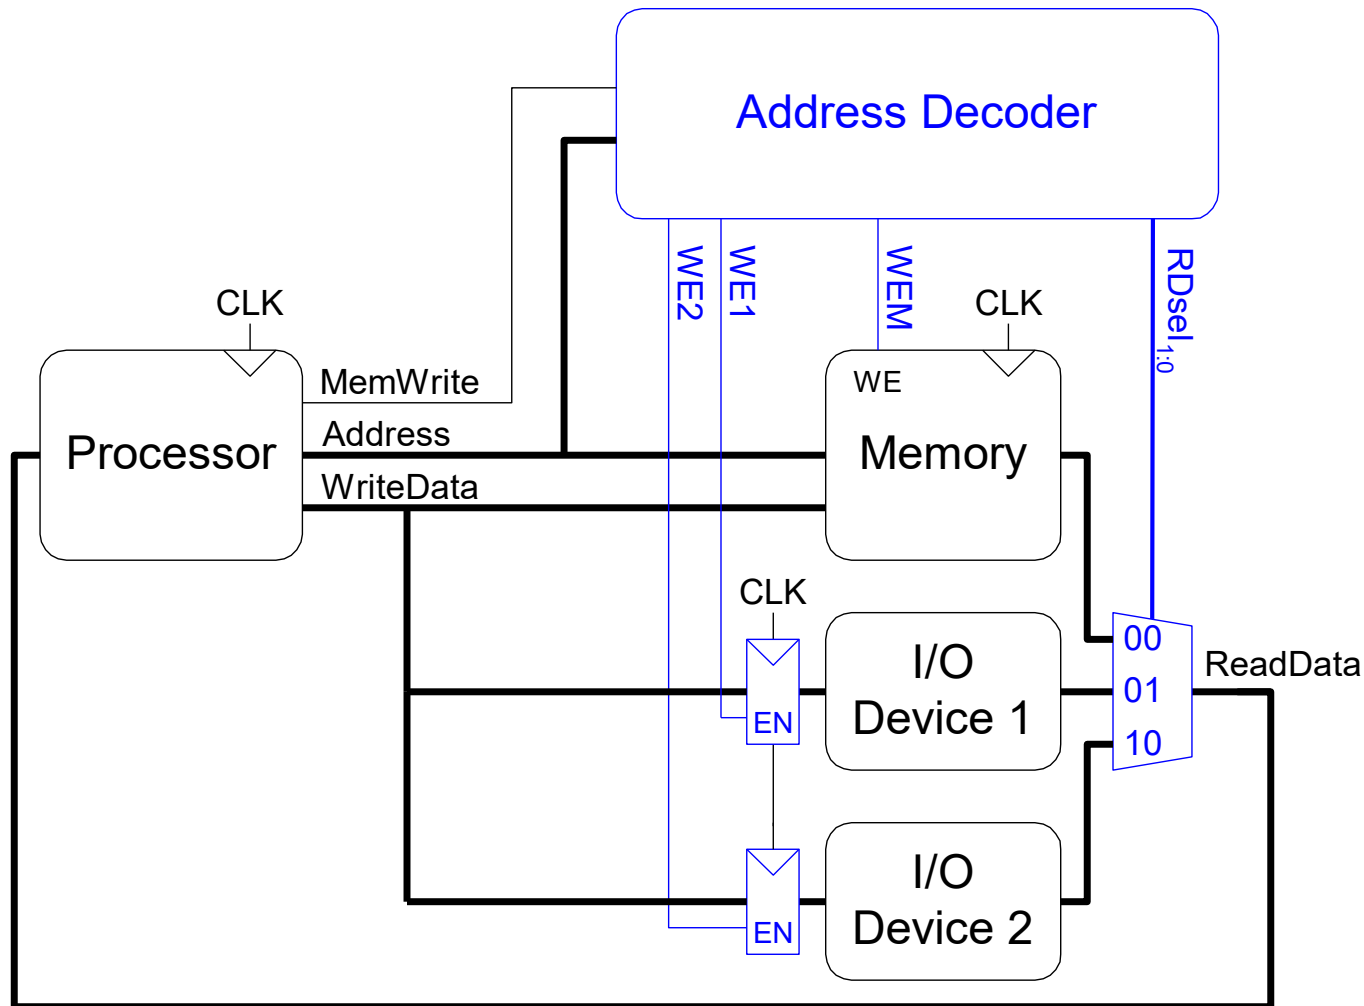 Address Decoder
WE2
WE1
WEM
RDsel1:0
CLK
CLK
MemWrite
WE
Processor
Address
Memory
WriteData
CLK
00
I/O
Device 1
ReadData
01
EN
10
I/O
Device 2
EN